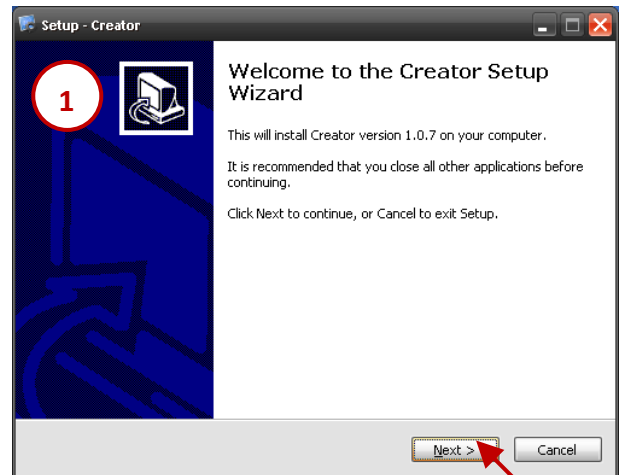 Setup - Creator
1
Welcome to the Creator Setup
Wizard
This will install Creator version 1.0.7 on your computer.
It is recommended that you close all other applications before
continuing.
Click Next to continue, or Cancel to exit Setup.
Next >
Cancel